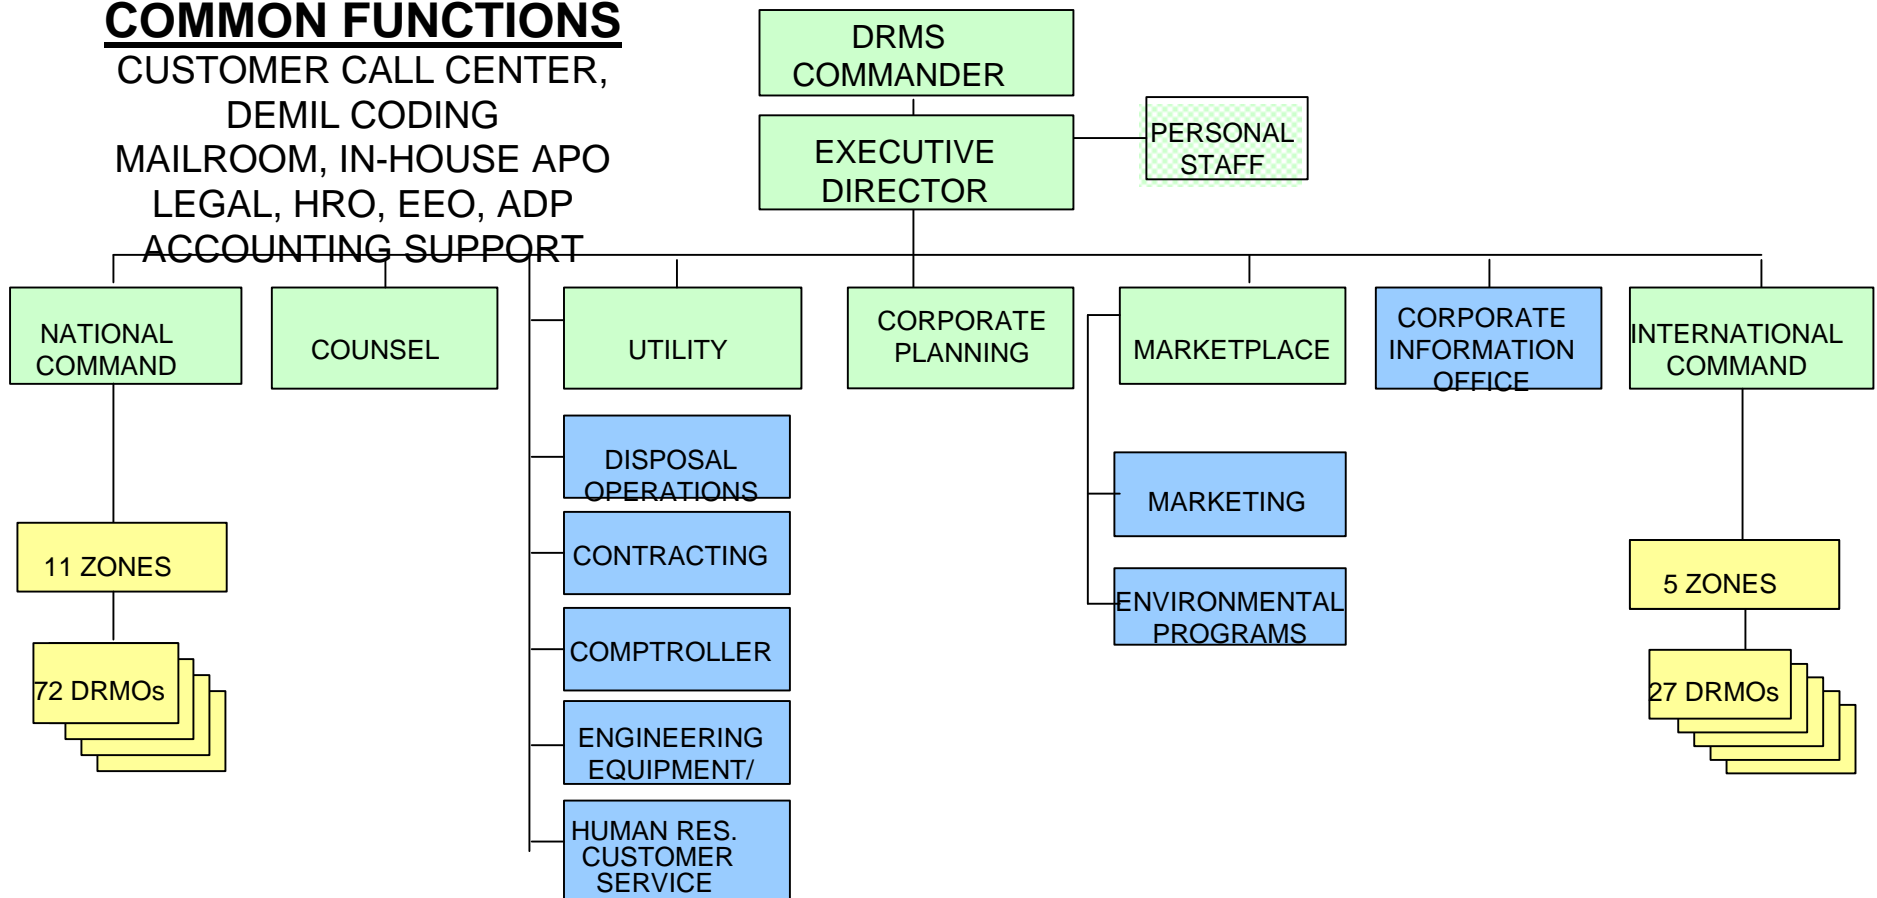 COMMON FUNCTIONS
CUSTOMER CALL CENTER,
DEMIL CODING
MAILROOM, IN-HOUSE APO
LEGAL, HRO, EEO, ADP
ACCOUNTING SUPPORT
DRMS
COMMANDER
EXECUTIVE
DIRECTOR
PERSONAL
STAFF
NATIONAL
COMMAND
COUNSEL
UTILITY
CORPORATE
PLANNING
MARKETPLACE
CORPORATE
INFORMATION
OFFICE
INTERNATIONAL
COMMAND
11 ZONES
72 DRMOs
DISPOSAL
OPERATIONS
CONTRACTING
COMPTROLLER
ENGINEERING
EQUIPMENT/
HUMAN RES.
CUSTOMER
SERVICE
MARKETING
ENVIRONMENTAL
PROGRAMS
5 ZONES
27 DRMOs